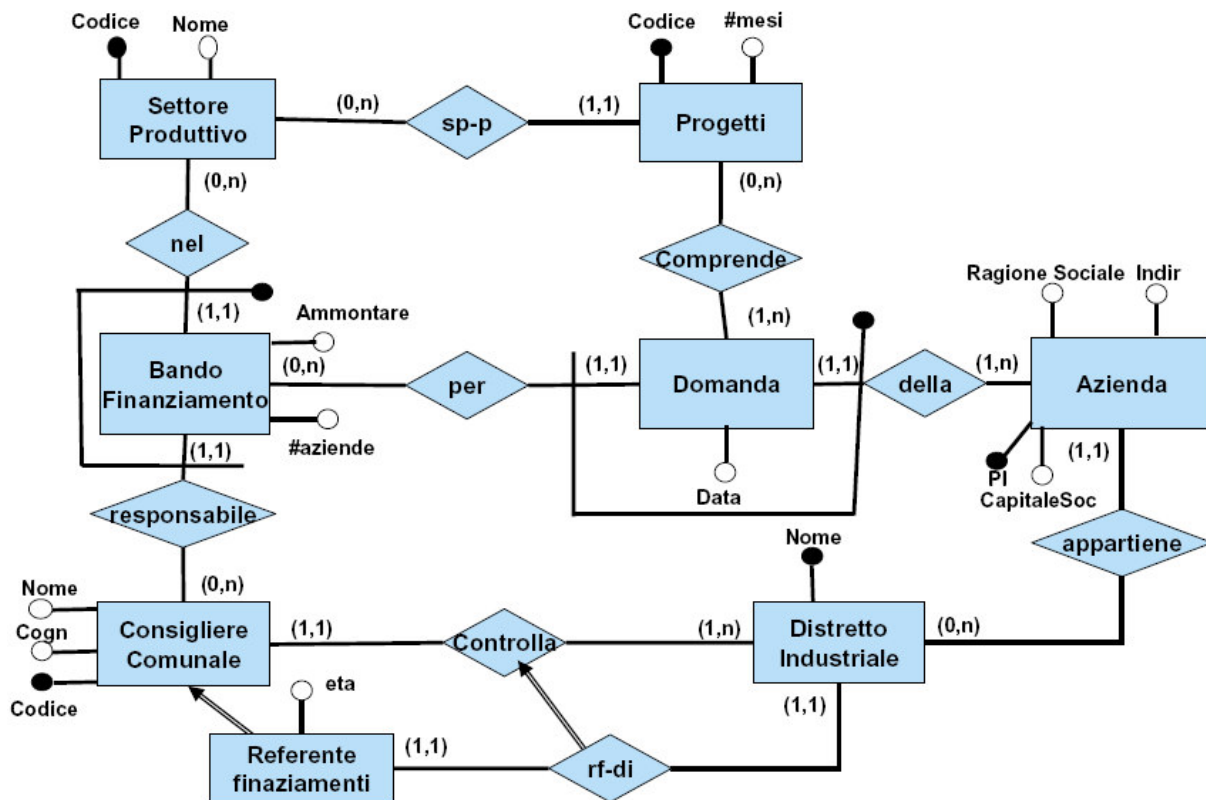 Codice
Nome
Codice
#mesi
Settore
Produttivo
(0,n)
sp-p
(1,1)
Progetti
(0,n)
(0,n)
nel
Comprende
Ragione Sociale
Indir
(1,1)
Ammontare
(1,n)
Bando
Finanziamento
(0,n)
per
(1,1)
Domanda
(1,1)
della
(1,n)
Azienda
#aziende
(1,1)
Data
(1,1)
PI
CapitaleSoc
responsabile
Nome
appartiene
Nome
(0,n)
Cogn
Consigliere
Comunale
(1,1)
Controlla
(1,n)
Distretto
Industriale
(0,n)
Codice
eta
(1,1)
Referente
finaziamenti
(1,1)
rf-di